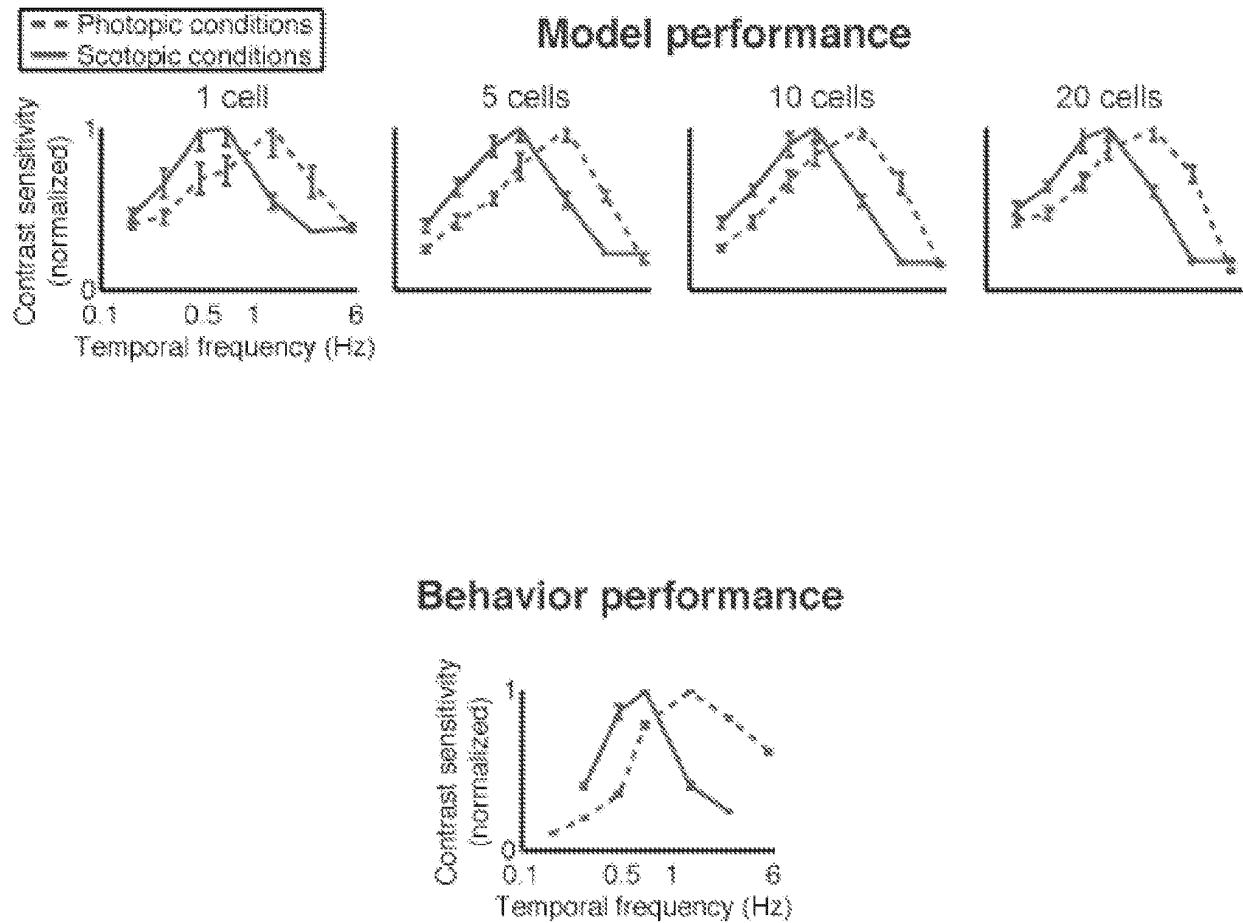 Photopic conditions
Scotopic conditions
Model performance
1 cell
5 cells
10 cells
20 cells
Contrast sensitivity
(normalized)
1
0
0.1
0.5
1
6
Temporal frequency (Hz)
Behavior performance
Contrast sensitivity
(normalized)
1
0
0.1
0.5
1
6
Temporal frequency (Hz)